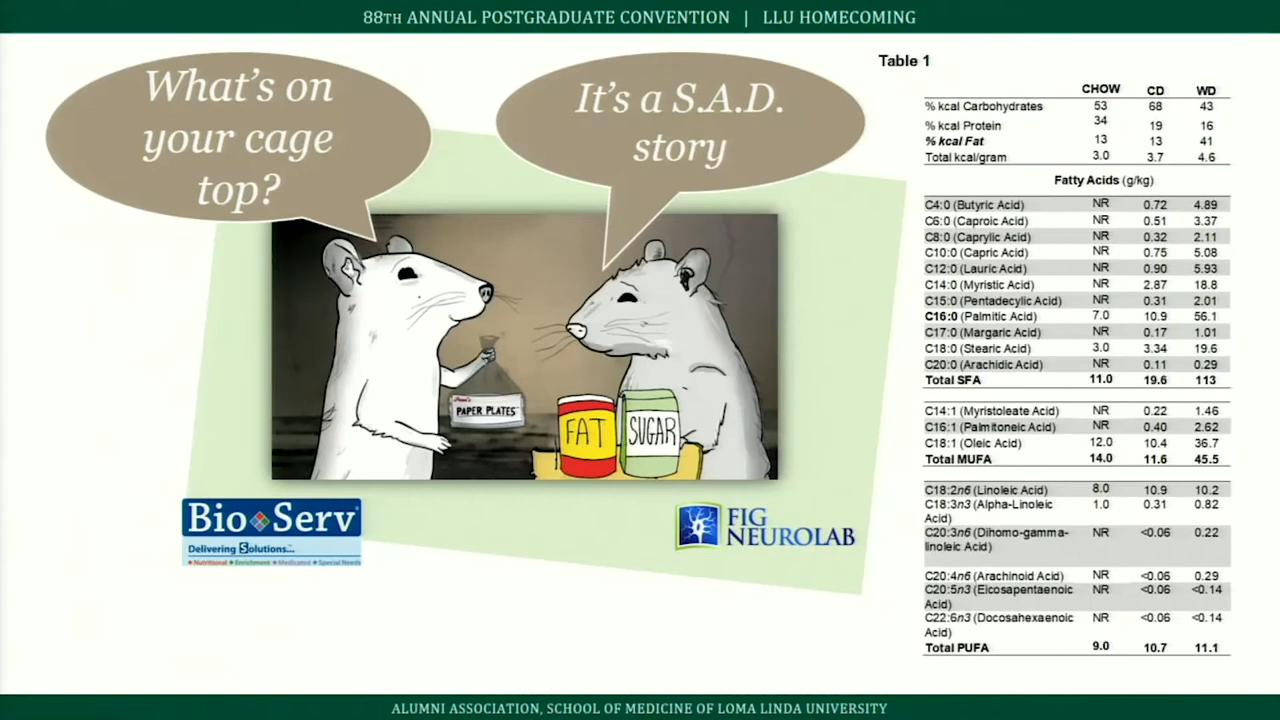 88TH ANNUAL POSTGRADUATE CONVENTION | LLU HOMECOMING
What's on
your cage
top?
It's a S.A.D.
story
PAPER PLATES
FAT
SUGAR
Bio Serv
Delivering Solutions...
Nutritional Enrichment Medicated Special Needs
FIG
NEUROLAB
Table 1
CHOW CD WD
% kcal Carbohydrates 53 68 43
% kcal Protein 34 19 16
% kcal Fat 13 13 41
Total kcal/gram 3.0 3.7 4.6
Fatty Acids (g/kg)
C4:0 (Butyric Acid) NR 0.72 4.89
C6:0 (Caproic Acid) NR 0.51 3.37
C8:0 (Caprylic Acid) NR 0.32 2.11
C10:0 (Capric Acid) NR 0.75 5.08
C12:0 (Lauric Acid) NR 0.90 5.93
C14:0 (Myristic Acid) NR 2.87 18.8
C15:0 (Pentadecylic Acid) NR 0.31 2.01
C16:0 (Palmitic Acid) 7.0 10.9 56.1
C17:0 (Margaric Acid) NR 0.17 1.01
C18:0 (Stearic Acid) 3.0 3.34 19.6
C20:0 (Arachidic Acid) NR 0.11 0.29
Total SFA 11.0 19.6 113
C14:1 (Myristoleate Acid) NR 0.22 1.46
C16:1 (Palmitoneic Acid) NR 0.40 2.62
C18:1 (Oleic Acid) 12.0 10.4 36.7
Total MUFA 14.0 11.6 45.5
C18:2n6 (Linoleic Acid) 8.0 10.9 10.2
C18:3n3 (Alpha-Linoleic 1.0 0.31 0.82
Acid)
C20:3n6 (Dihomo-gamma- NR <0.06 0.22
linoleic Acid)
C20:4n6 (Arachinoid Acid) NR <0.06 0.29
C20:5n3 (Eicosapentaenoic NR <0.06 <0.14
Acid)
C22:6n3 (Docosahexaenoic NR <0.06 <0.14
Acid)
Total PUFA 9.0 10.7 11.1
ALUMNI ASSOCIATION, SCHOOL OF MEDICINE OF LOMA LINDA UNIVERSITY